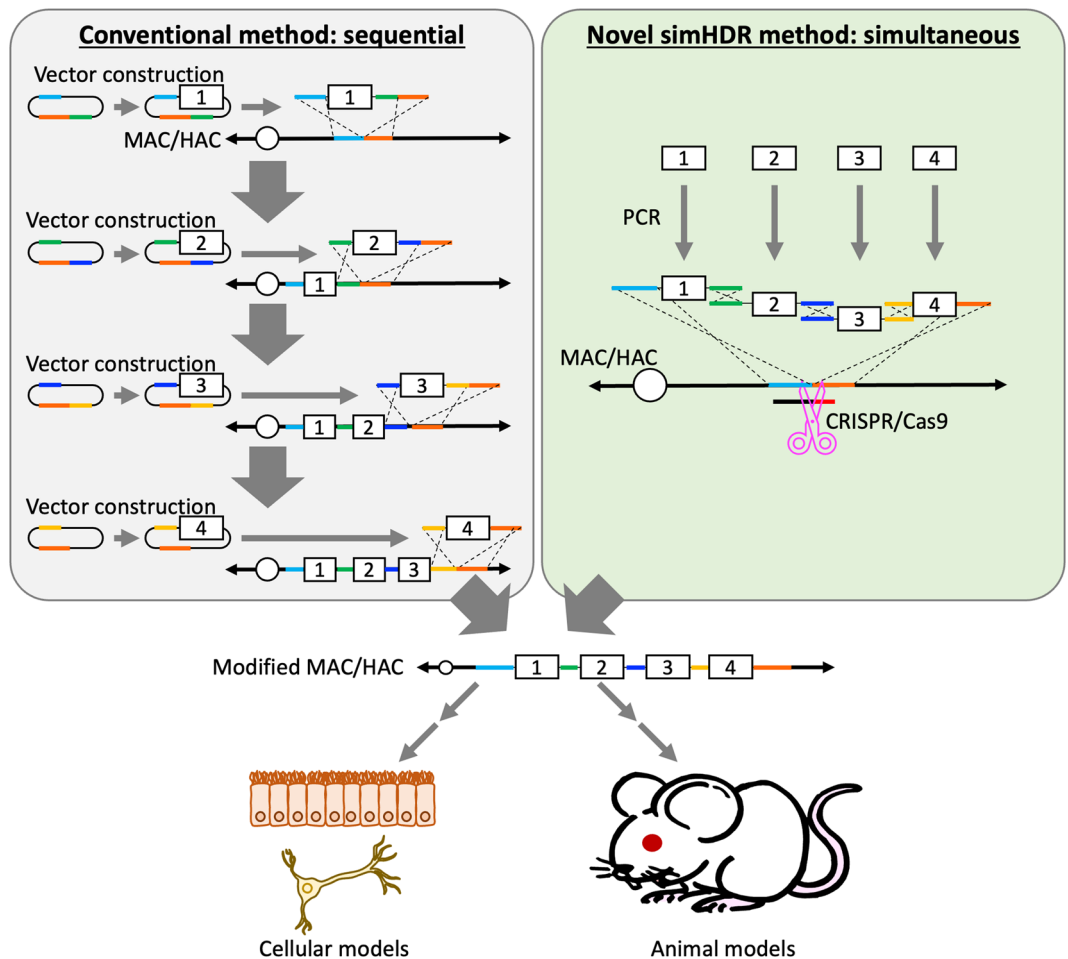 Conventional method: sequential
Vector construction
1
1
MAC/HAC
Vector construction
2
2
1
Vector construction
3
3
1
2
Vector construction
4
4
1
2
3
Novel simHDR method: simultaneous
1
2
3
4
PCR
1
2
3
4
MAC/HAC
CRISPR/Cas9
Modified MAC/HAC
1
2
3
4
Cellular models
Animal models